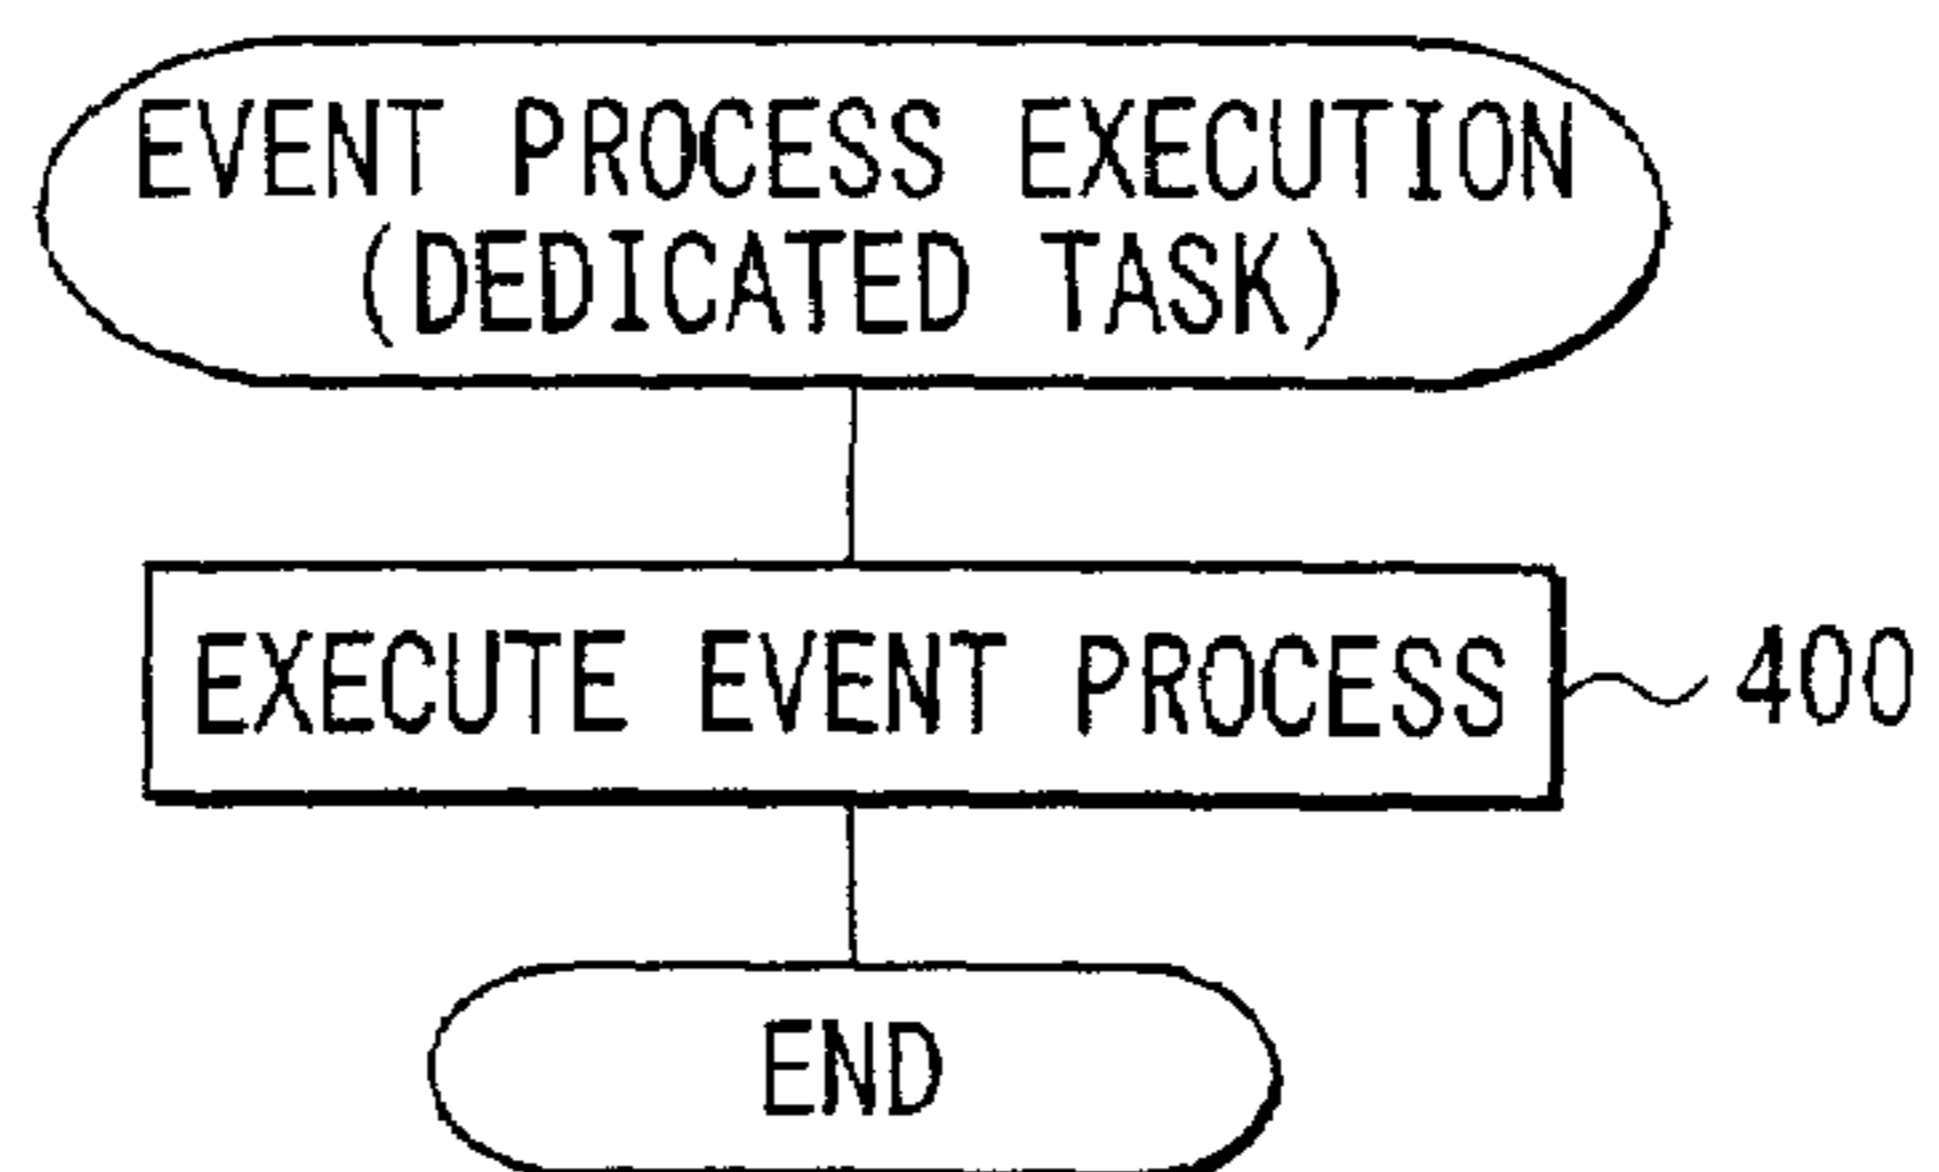 EVENT PROCESS EXECUTION
(DEDICATED TASK)
EXECUTE EVENT PROCESS
400
END